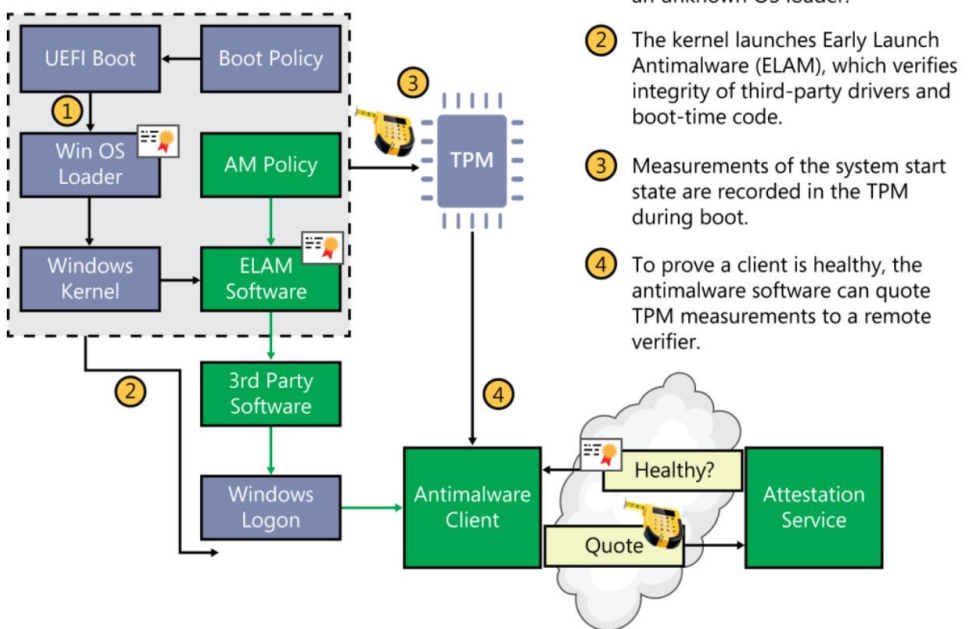 an unknown OS loader?
UEFI Boot
Boot Policy
2
The kernel launches Early Launch
Antimalware (ELAM), which verifies
integrity of third-party drivers and
boot-time code.
3
1
Win OS
Loader
AM Policy
TPM
3
Measurements of the system start
state are recorded in the TPM
during boot.
Windows
Kernel
ELAM
Software
4
To prove a client is healthy, the
antimalware software can quote
TPM measurements to a remote
verifier.
2
3rd Party
Software
4
Windows
Logon
Antimalware
Client
Healthy?
Quote
Attestation
Service